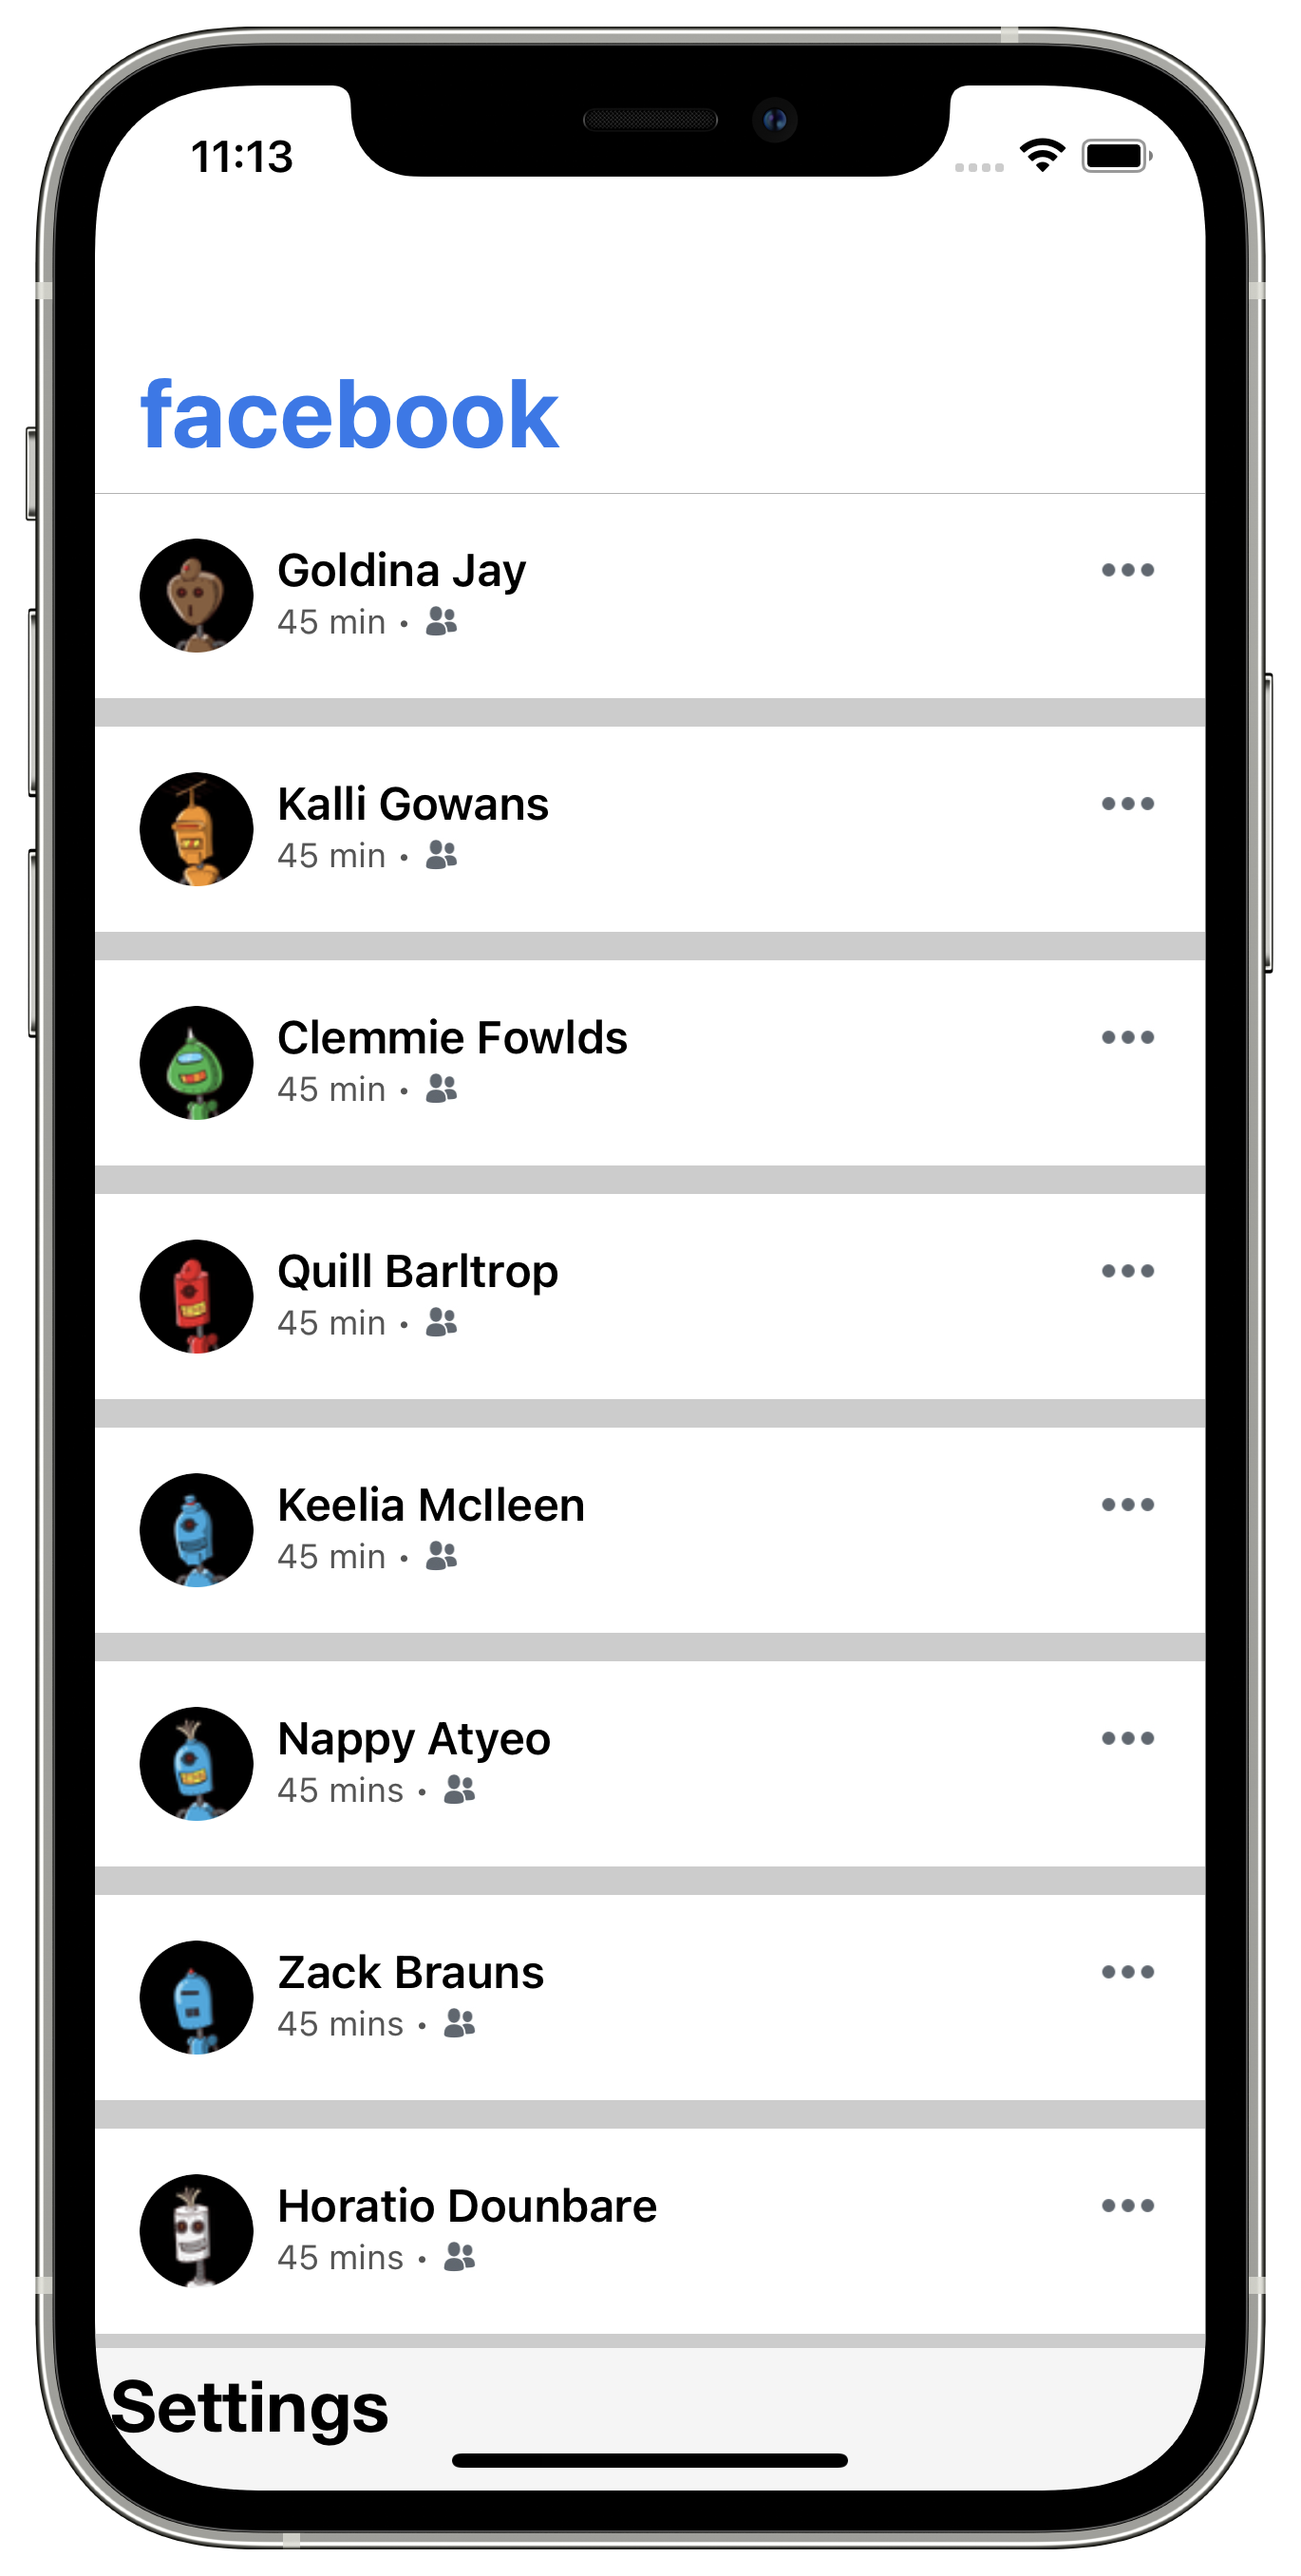 11:13
facebook
Goldina Jay
45 min •
Kalli Gowans
45 min •
Clemmie Fowlds
45 min •
Quill Barltrop
45 min •
Keelia McIleen
45 min •
Nappy Atyeo
45 mins •
Zack Brauns
45 mins •
Horatio Dounbare
45 mins •
Settings